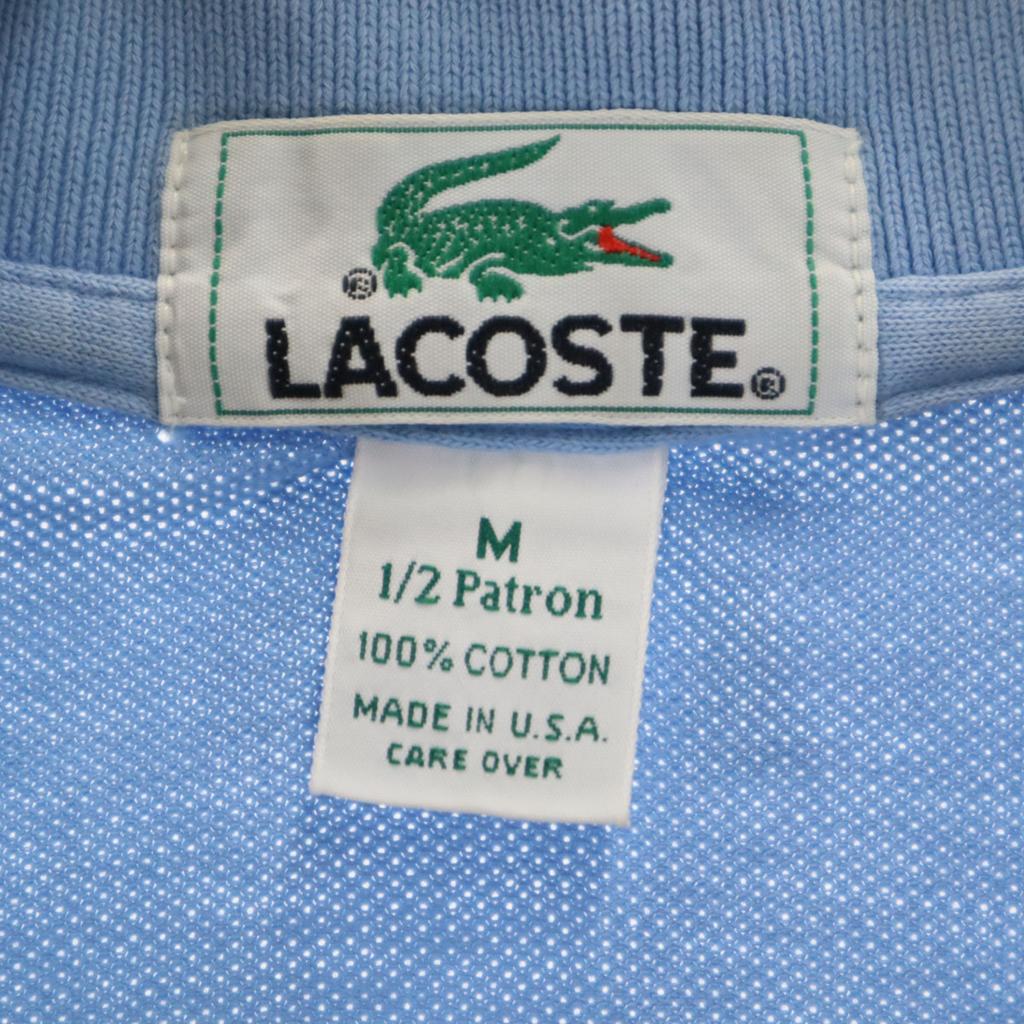 ®
LACOSTE®
M
1/2 Patron
100% COTTON
MADE IN U.S.A.
CARE OVER